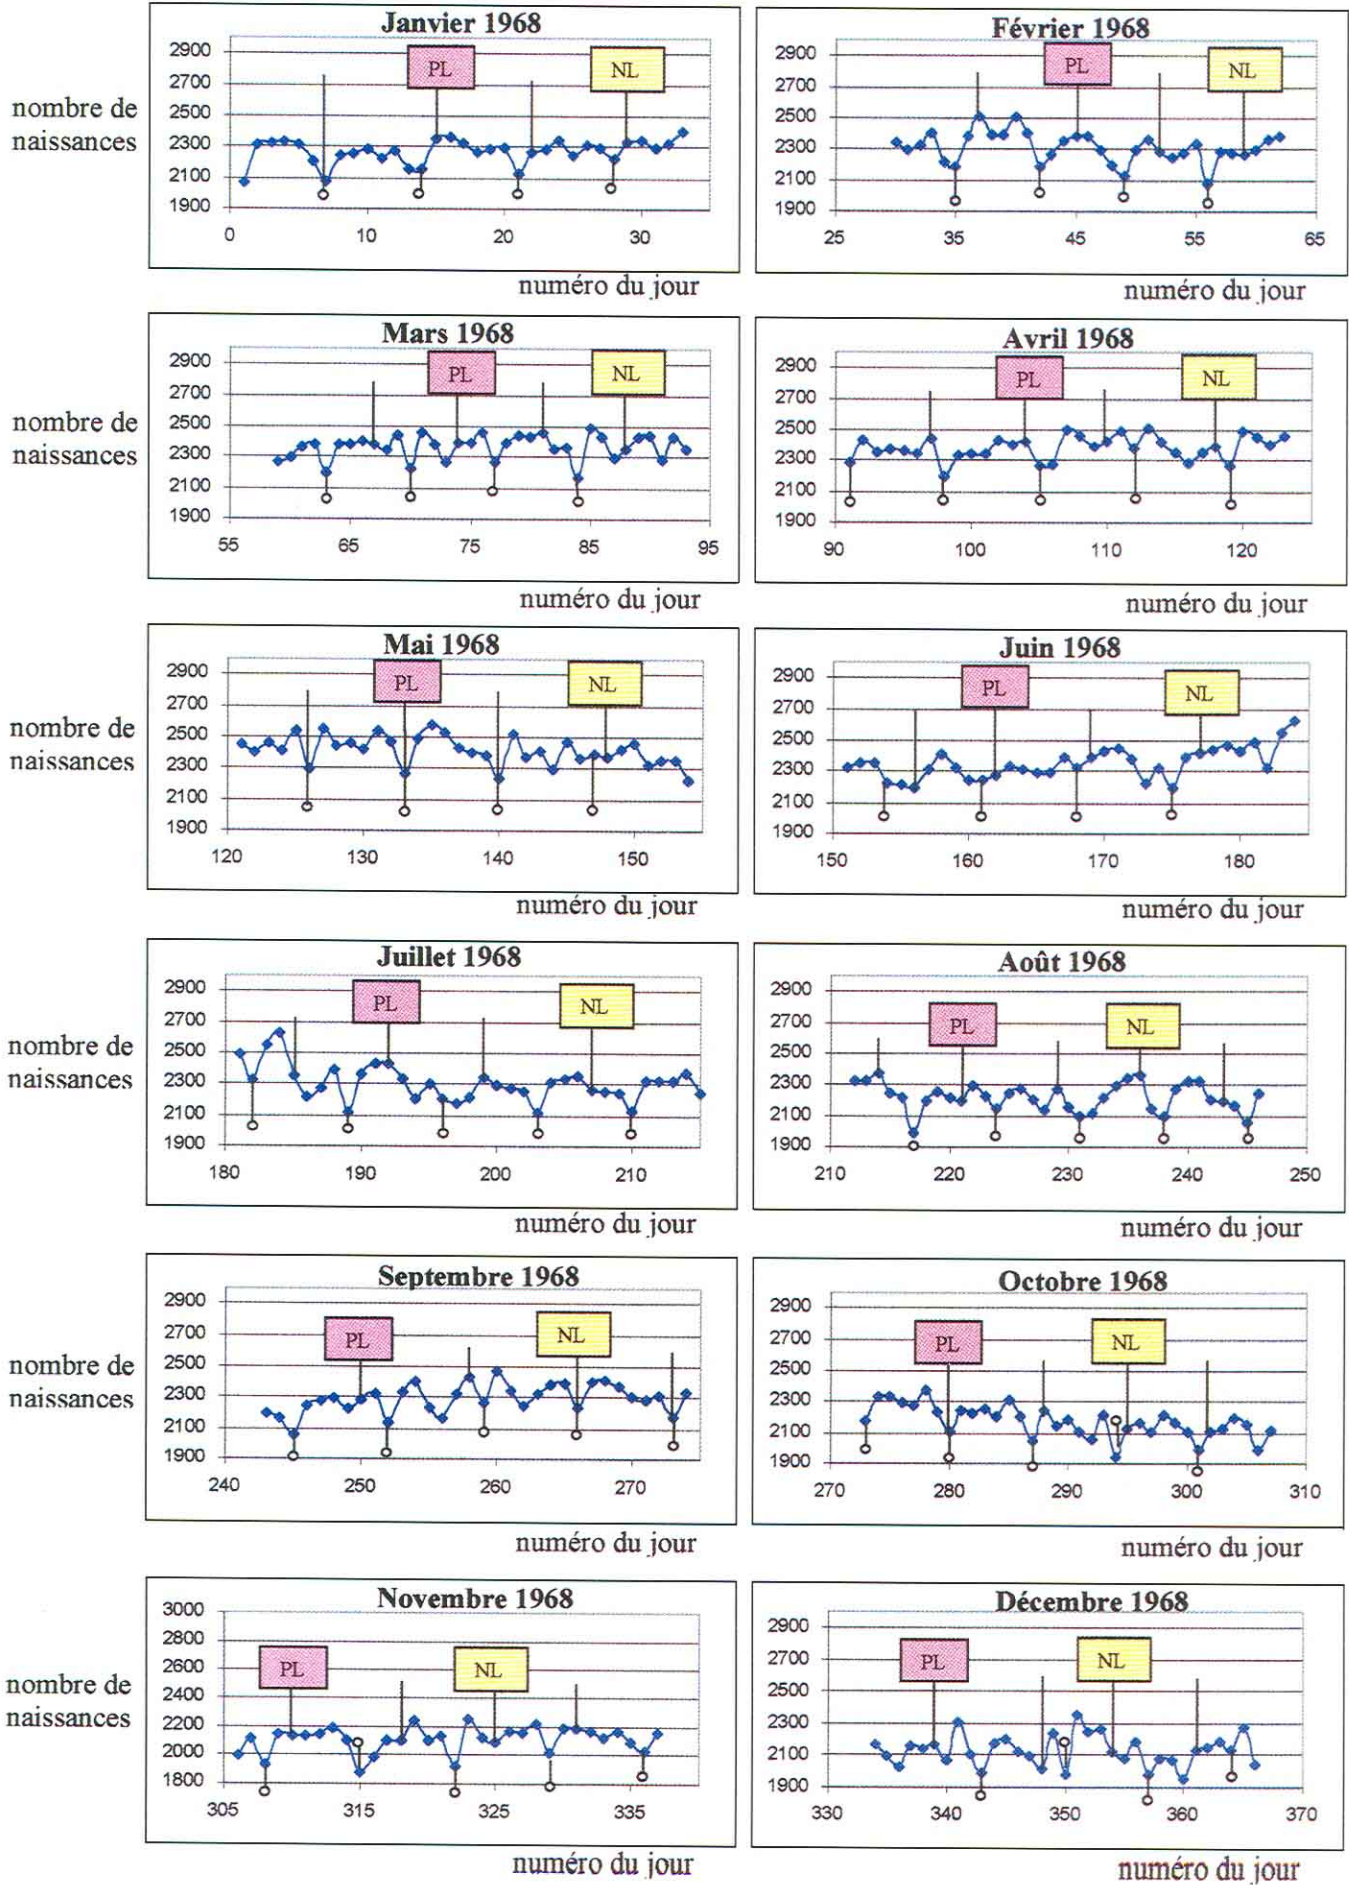 Janvier 1968
2900
2700
2500
2300
2100
1900
PL
NL
nombre de
naissances
0 10 20 30
numéro du jour
Février 1968
2900
2700
2500
2300
2100
1900
PL
NL
25 35 45 55 65
numéro du jour
Mars 1968
2900
2700
2500
2300
2100
1900
PL
NL
nombre de
naissances
55 65 75 85 95
numéro du jour
Avril 1968
2900
2700
2500
2300
2100
1900
PL
NL
90 100 110 120
numéro du jour
Mai 1968
2900
2700
2500
2300
2100
1900
PL
NL
nombre de
naissances
120 130 140 150
numéro du jour
Juin 1968
2900
2700
2500
2300
2100
1900
PL
NL
150 160 170 180
numéro du jour
Juillet 1968
2900
2700
2500
2300
2100
1900
PL
NL
nombre de
naissances
180 190 200 210
numéro du jour
Août 1968
2900
2700
2500
2300
2100
1900
PL
NL
210 220 230 240 250
numéro du jour
Septembre 1968
2900
2700
2500
2300
2100
1900
PL
NL
nombre de
naissances
240 250 260 270
numéro du jour
Octobre 1968
2900
2700
2500
2300
2100
1900
PL
NL
270 280 290 300 310
numéro du jour
Novembre 1968
3000
2800
2600
2400
2200
2000
1800
PL
NL
nombre de
naissances
305 315 325 335
numéro du jour
Décembre 1968
2900
2700
2500
2300
2100
1900
PL
NL
330 340 350 360 370
numéro du jour